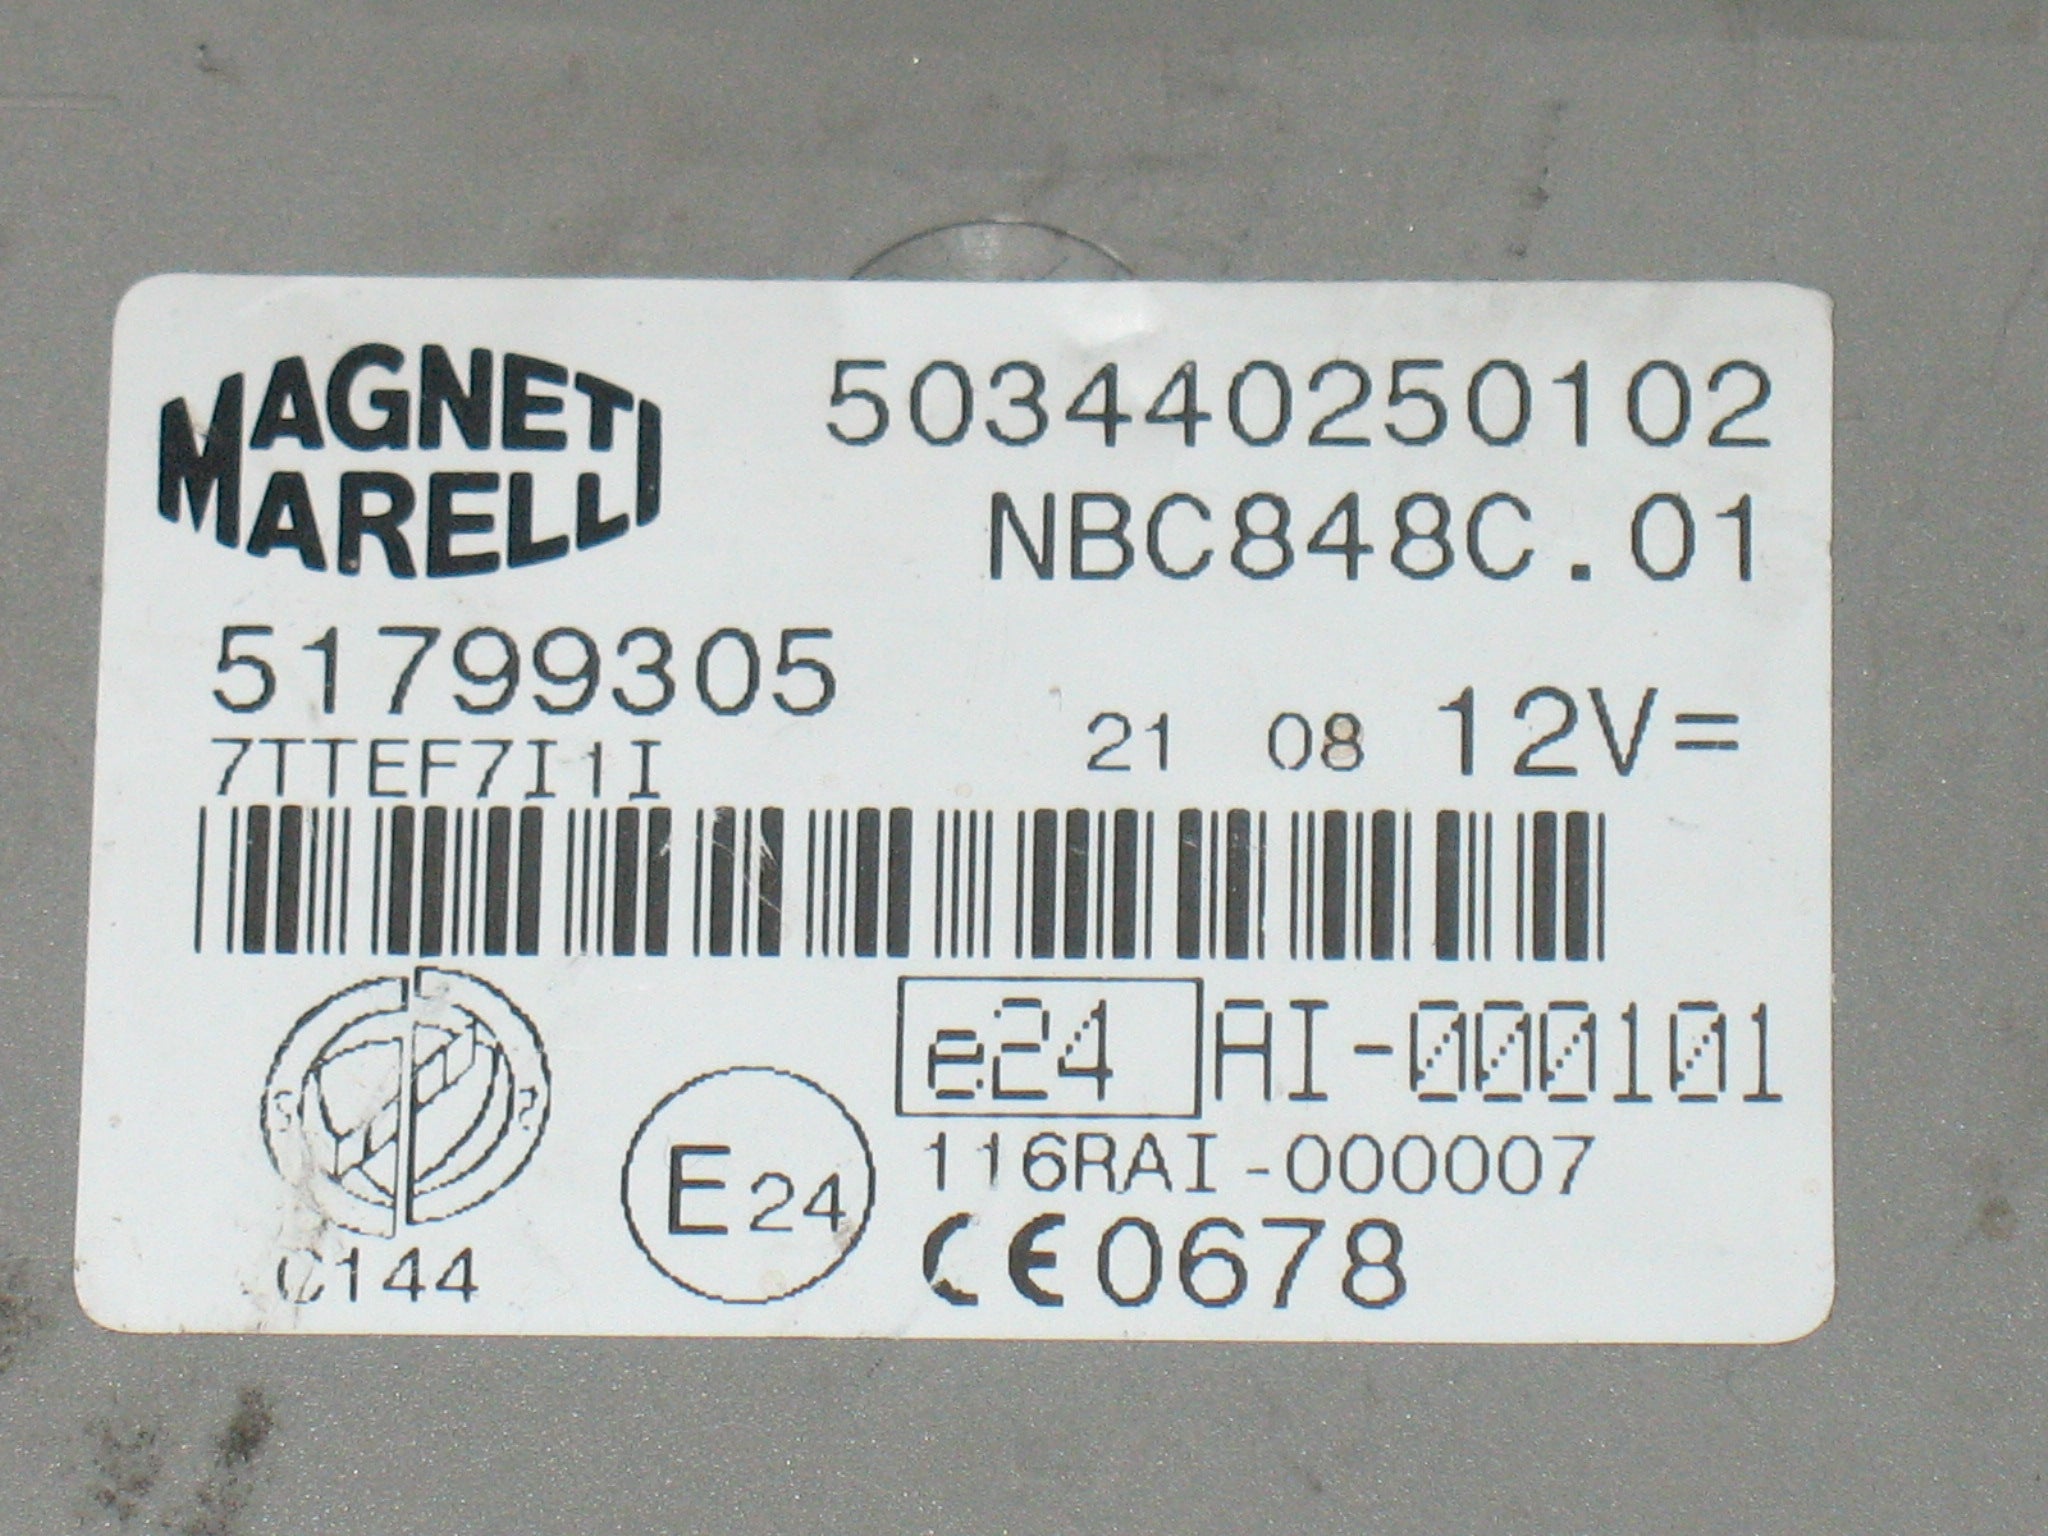 MAGNETI
MARELLI
503440250102
NBC848C.01
51799305
21 08 12V=
7TTEF7I1I
e24 AI-000101
116RAI-000007
E24
CE0678
C144